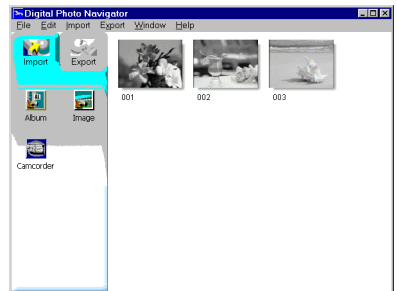 Digital Photo Navigator
File Edit Import Export Window Help
Import Export
001 002 003
Album Image
Camcorder